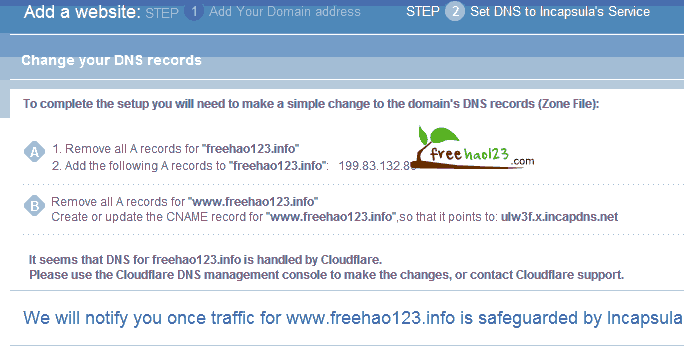 Add a website: STEP 1 Add Your Domain address STEP 2 Set DNS to Incapsula's Service
Change your DNS records
To complete the setup you will need to make a simple change to the domain's DNS records (Zone File):
A
1. Remove all A records for "freehao123.info"
2. Add the following A records to "freehao123.info": 199.83.132.8
freehao123.com
B
Remove all A records for "www.freehao123.info"
Create or update the CNAME record for "www.freehao123.info",so that it points to: ulw3f.x.incapdns.net
It seems that DNS for freehao123.info is handled by Cloudflare.
Please use the Cloudflare DNS management console to make the changes, or contact Cloudflare support.
We will notify you once traffic for www.freehao123.info is safeguarded by Incapsula